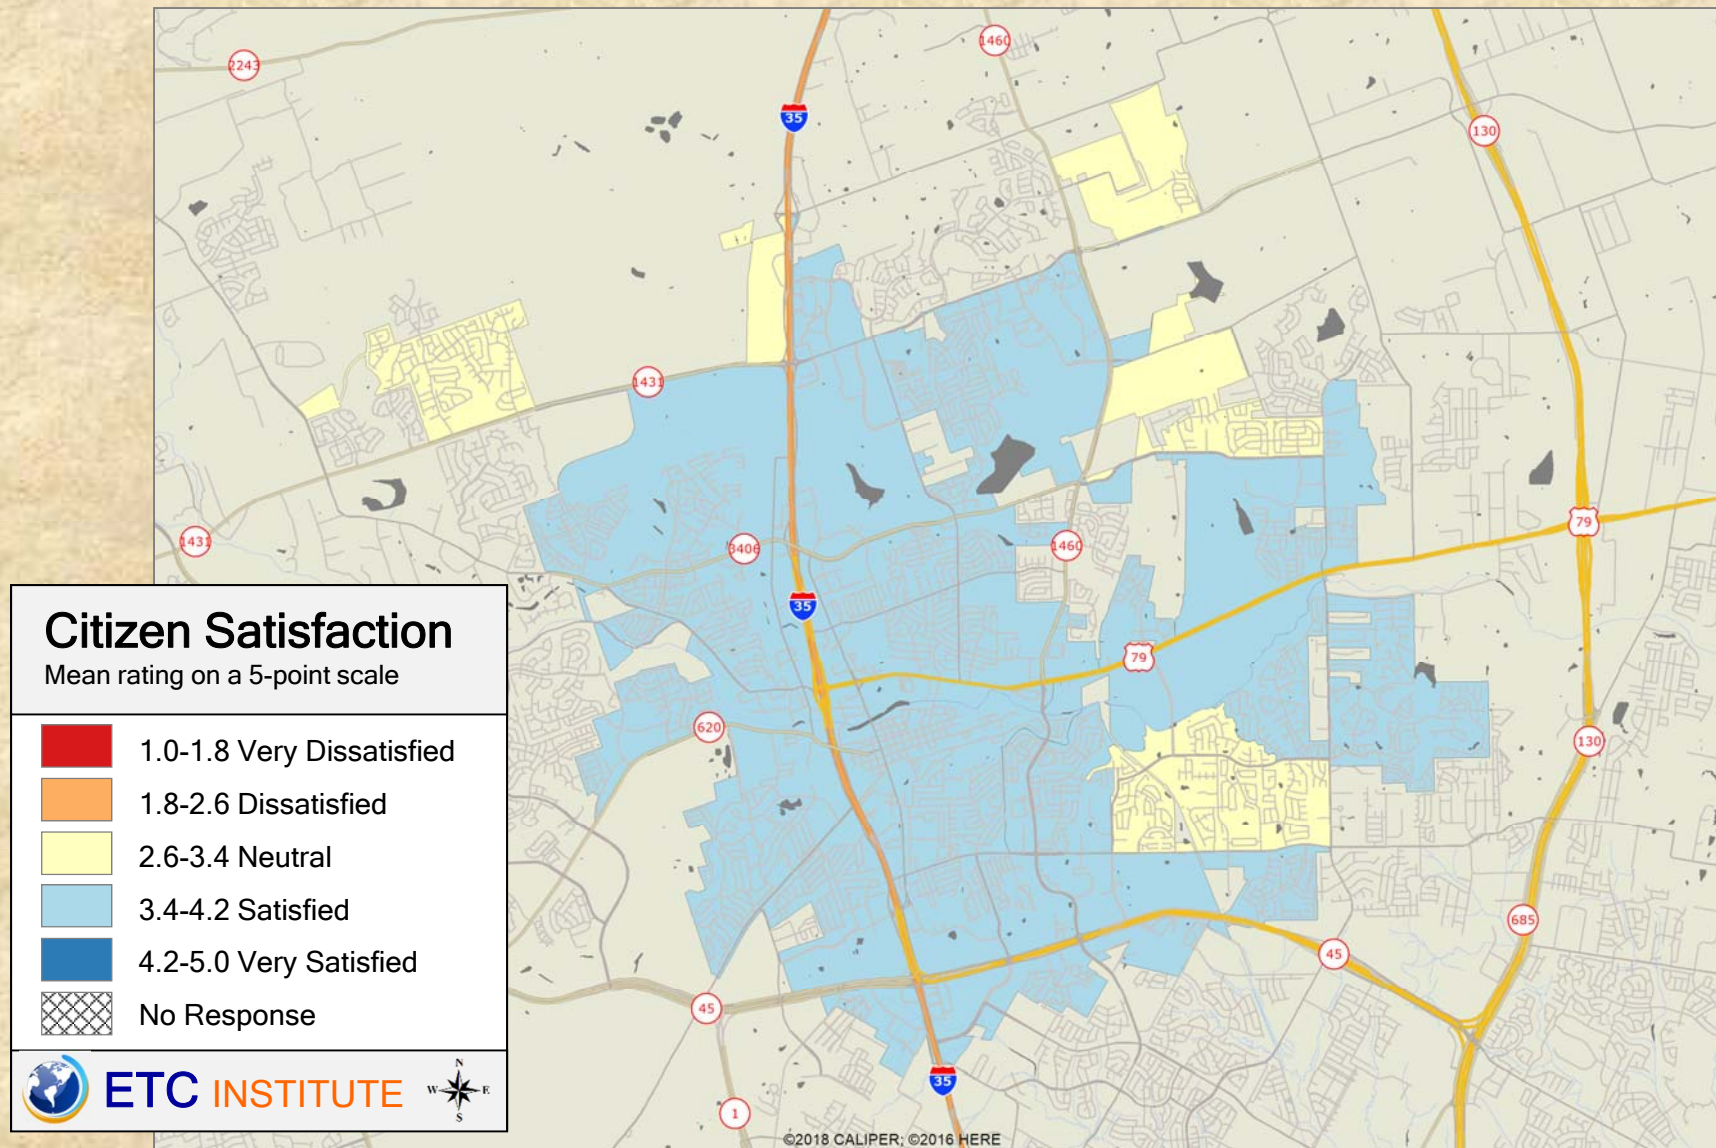 2243
1460
35
130
1431
1431
3406
1460
79
35
79
620
130
685
45
45
35
1
Citizen Satisfaction
Mean rating on a 5-point scale
1.0-1.8 Very Dissatisfied
1.8-2.6 Dissatisfied
2.6-3.4 Neutral
3.4-4.2 Satisfied
4.2-5.0 Very Satisfied
No Response
ETC INSTITUTE
N
W E
S
©2018 CALIPER; ©2016 HERE